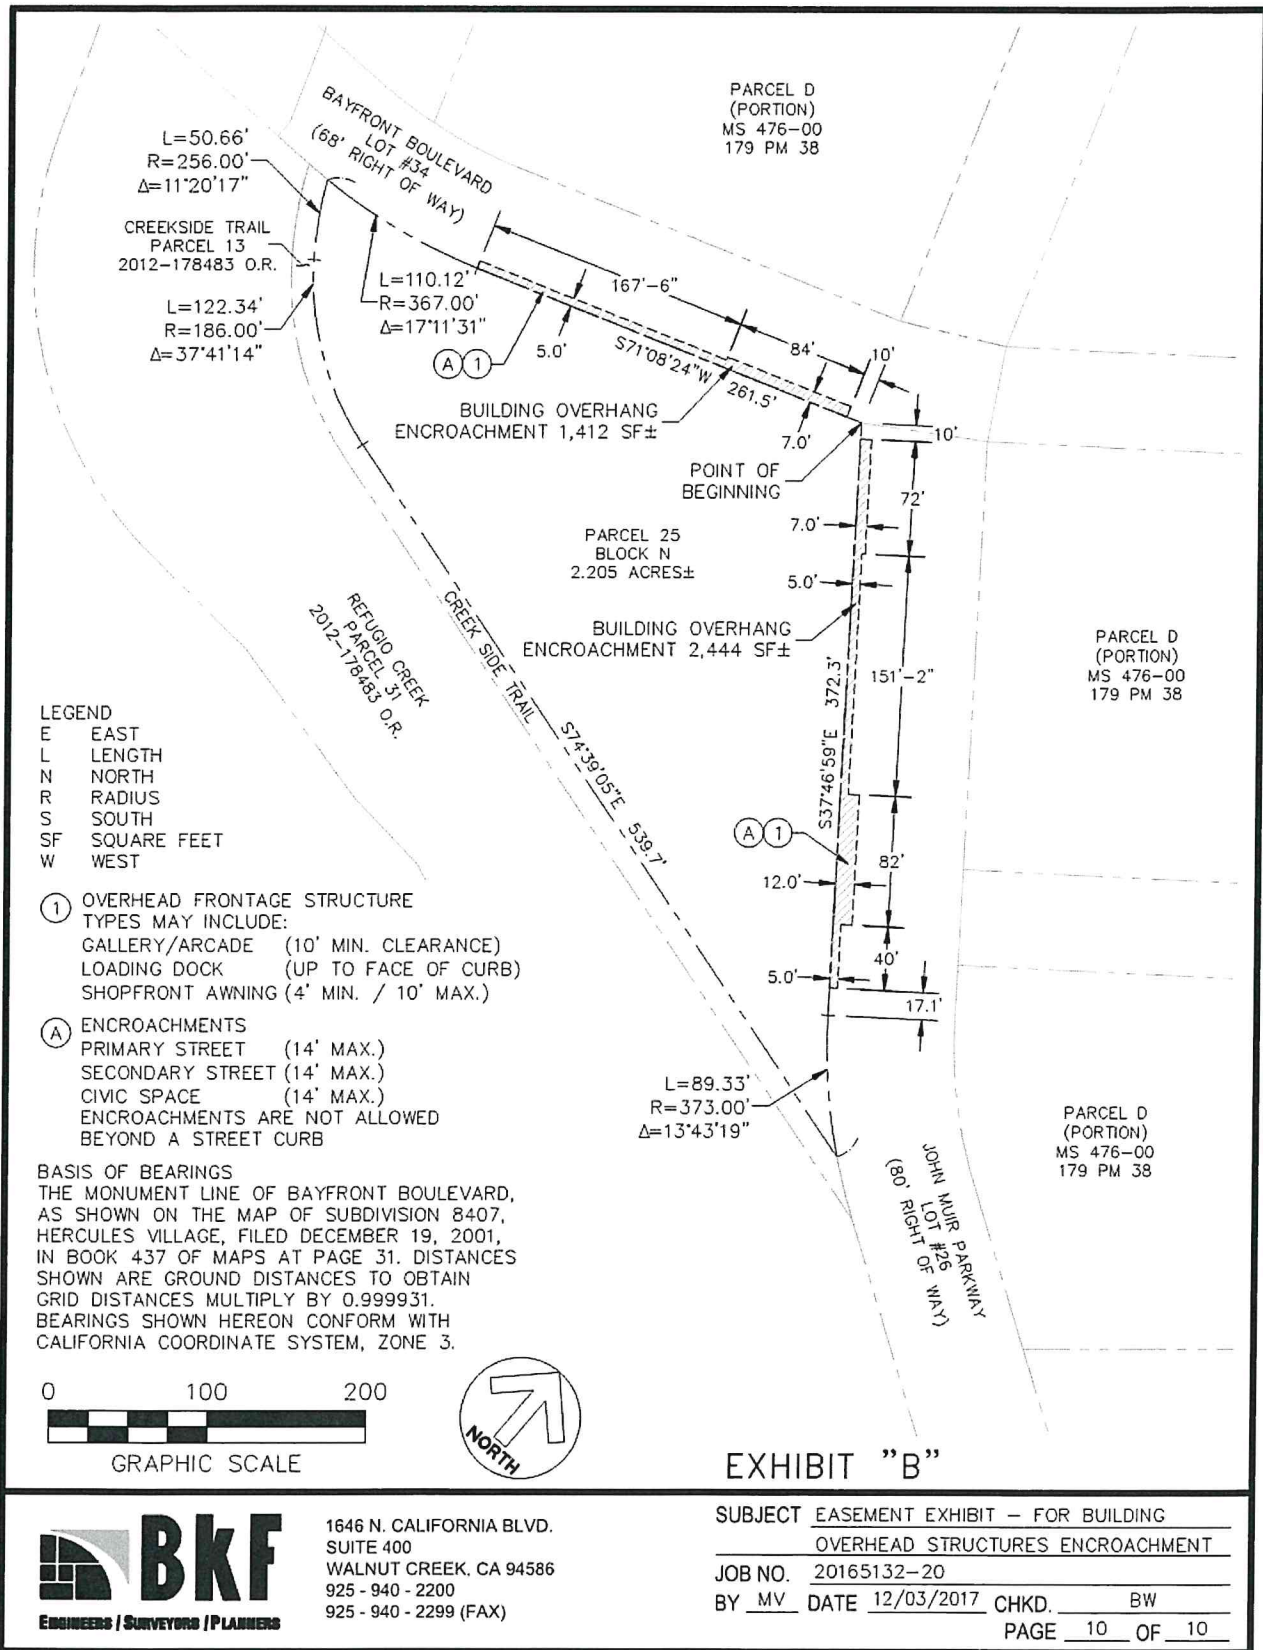 PARCEL D
(PORTION)
MS 476-00
179 PM 38
BAYFRONT BOULEVARD
LOT #34
(68' RIGHT OF WAY)
L=50.66'
R=256.00'
Δ=11°20'17"
CREEKSIDE TRAIL
PARCEL 13
2012-178483 O.R.
L=122.34'
R=186.00'
Δ=37°41'14"
L=110.12'
R=367.00'
Δ=17°11'31"
167'-6"
84'
10'
5.0'
S71°08'24"W 261.5'
A 1
BUILDING OVERHANG
ENCROACHMENT 1,412 SF±
7.0'
10'
POINT OF
BEGINNING
72'
7.0'
PARCEL 25
BLOCK N
2.205 ACRES±
5.0'
BUILDING OVERHANG
ENCROACHMENT 2,444 SF±
151'-2"
S37°46'59"E 372.3'
PARCEL D
(PORTION)
MS 476-00
179 PM 38
REFUGIO CREEK
PARCEL 31
2012-178483 O.R.
CREEK SIDE TRAIL
S74°39'05"E 539.7'
A 1
82'
12.0'
40'
5.0'
17.1'
L=89.33'
R=373.00'
Δ=13°43'19"
PARCEL D
(PORTION)
MS 476-00
179 PM 38
JOHN MUIR PARKWAY
LOT #26
(80' RIGHT OF WAY)
LEGEND
E EAST
L LENGTH
N NORTH
R RADIUS
S SOUTH
SF SQUARE FEET
W WEST
1 OVERHEAD FRONTAGE STRUCTURE
TYPES MAY INCLUDE:
GALLERY/ARCADE (10' MIN. CLEARANCE)
LOADING DOCK (UP TO FACE OF CURB)
SHOPFRONT AWNING (4' MIN. / 10' MAX.)
A ENCROACHMENTS
PRIMARY STREET (14' MAX.)
SECONDARY STREET (14' MAX.)
CIVIC SPACE (14' MAX.)
ENCROACHMENTS ARE NOT ALLOWED
BEYOND A STREET CURB
BASIS OF BEARINGS
THE MONUMENT LINE OF BAYFRONT BOULEVARD,
AS SHOWN ON THE MAP OF SUBDIVISION 8407,
HERCULES VILLAGE, FILED DECEMBER 19, 2001,
IN BOOK 437 OF MAPS AT PAGE 31. DISTANCES
SHOWN ARE GROUND DISTANCES TO OBTAIN
GRID DISTANCES MULTIPLY BY 0.999931.
BEARINGS SHOWN HEREON CONFORM WITH
CALIFORNIA COORDINATE SYSTEM, ZONE 3.
0 100 200
GRAPHIC SCALE
NORTH
EXHIBIT "B"
BKF
ENGINEERS / SURVEYORS / PLANNERS
1646 N. CALIFORNIA BLVD.
SUITE 400
WALNUT CREEK, CA 94586
925 - 940 - 2200
925 - 940 - 2299 (FAX)
SUBJECT EASEMENT EXHIBIT - FOR BUILDING
OVERHEAD STRUCTURES ENCROACHMENT
JOB NO. 20165132-20
BY MV DATE 12/03/2017 CHKD. BW
PAGE 10 OF 10